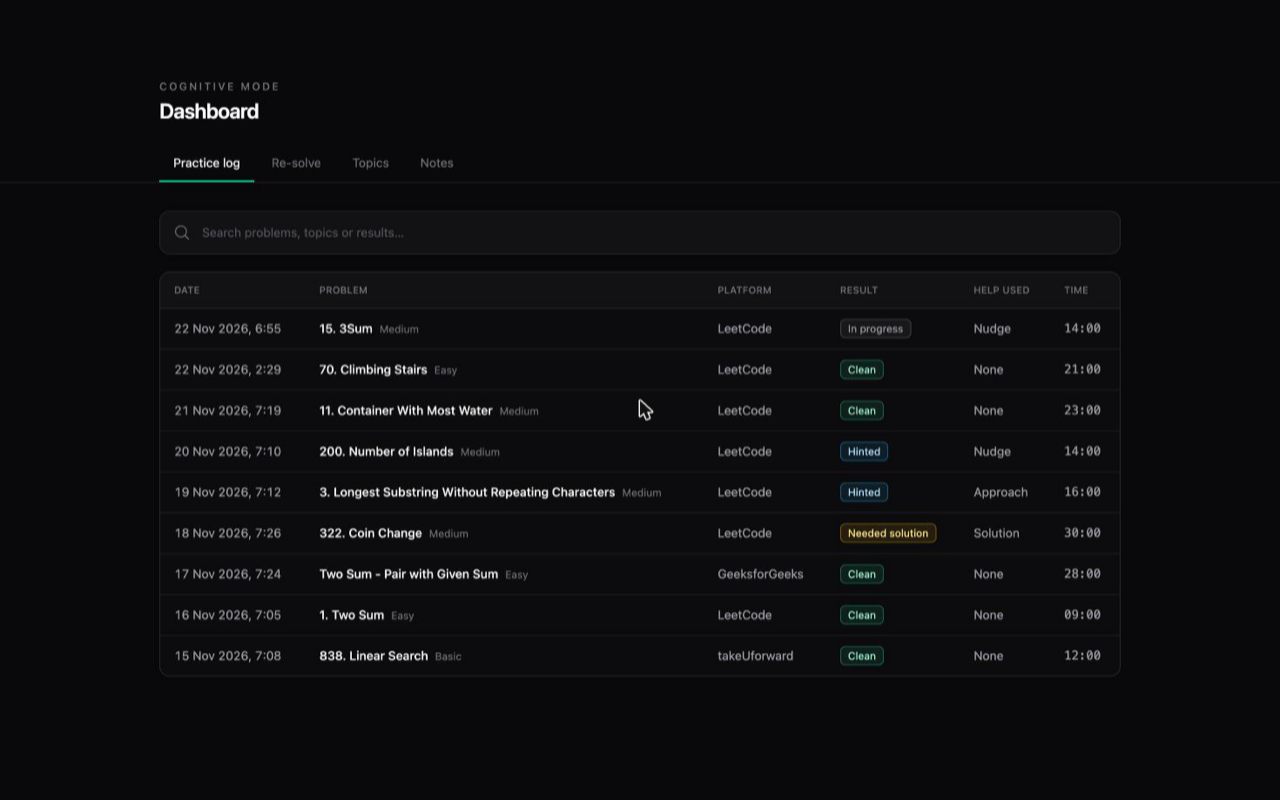 COGNITIVE MODE
Dashboard
Practice log Re-solve Topics Notes
Search problems, topics or results...
DATE PROBLEM PLATFORM RESULT HELP USED TIME
22 Nov 2026, 6:55 15. 3Sum Medium LeetCode In progress Nudge 14:00
22 Nov 2026, 2:29 70. Climbing Stairs Easy LeetCode Clean None 21:00
21 Nov 2026, 7:19 11. Container With Most Water Medium LeetCode Clean None 23:00
20 Nov 2026, 7:10 200. Number of Islands Medium LeetCode Hinted Nudge 14:00
19 Nov 2026, 7:12 3. Longest Substring Without Repeating Characters Medium LeetCode Hinted Approach 16:00
18 Nov 2026, 7:26 322. Coin Change Medium LeetCode Needed solution Solution 30:00
17 Nov 2026, 7:24 Two Sum - Pair with Given Sum Easy GeeksforGeeks Clean None 28:00
16 Nov 2026, 7:05 1. Two Sum Easy LeetCode Clean None 09:00
15 Nov 2026, 7:08 838. Linear Search Basic takeUforward Clean None 12:00